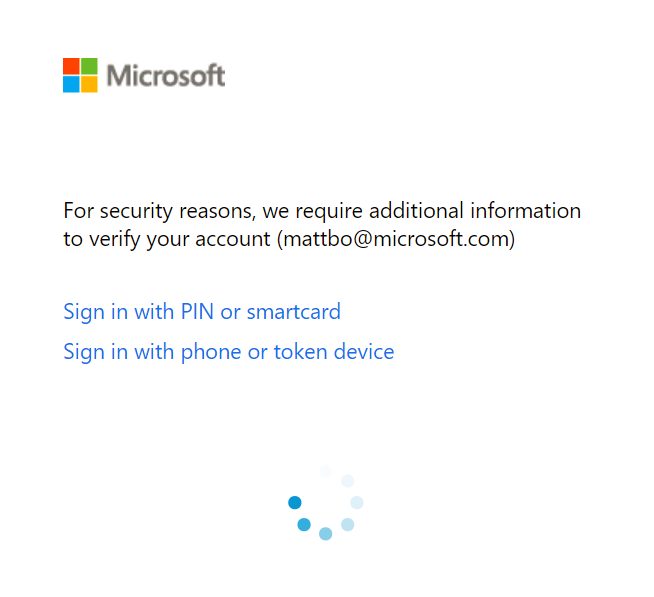 Microsoft
For security reasons, we require additional information
to verify your account (mattbo@microsoft.com)
Sign in with PIN or smartcard
Sign in with phone or token device